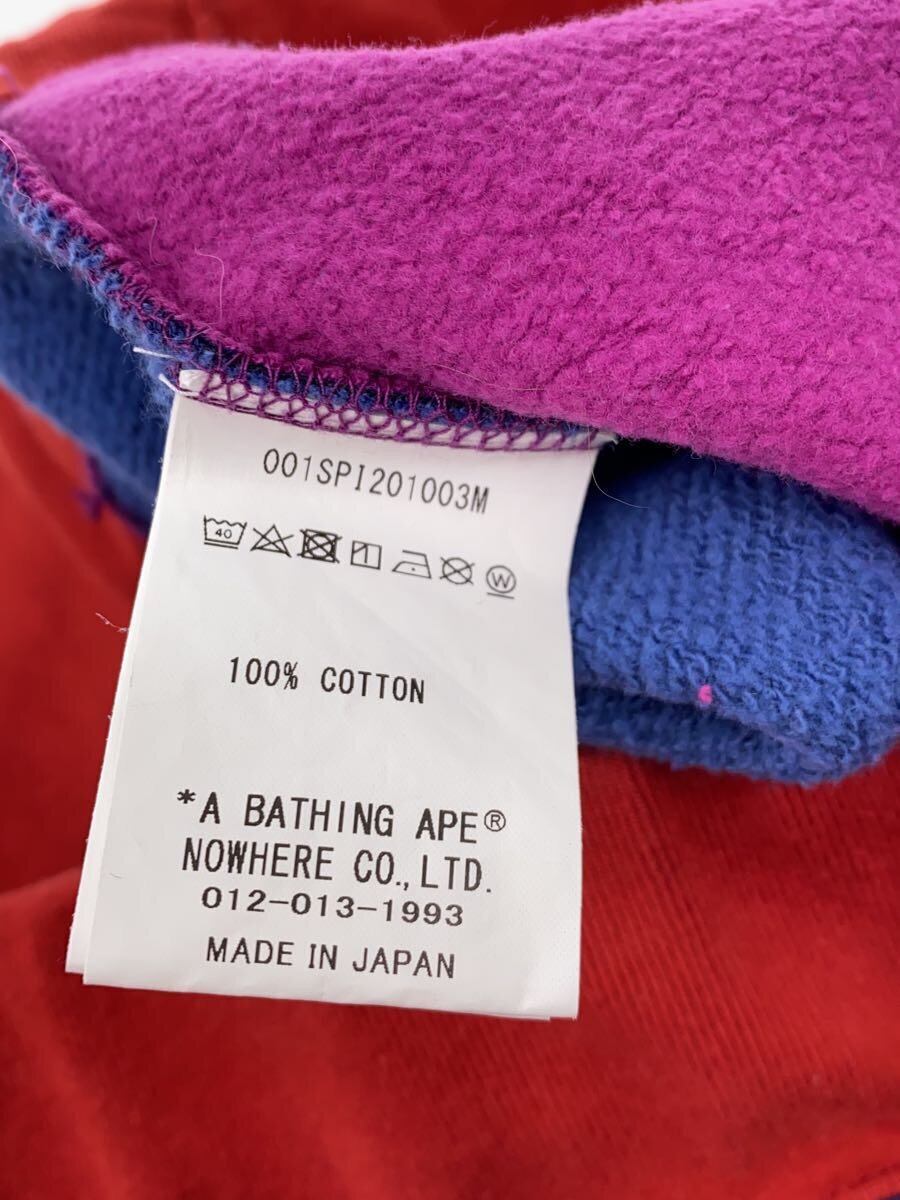 001SPI201003M
40
W
100% COTTON
*A BATHING APE®
NOWHERE CO.,LTD.
012-013-1993
MADE IN JAPAN